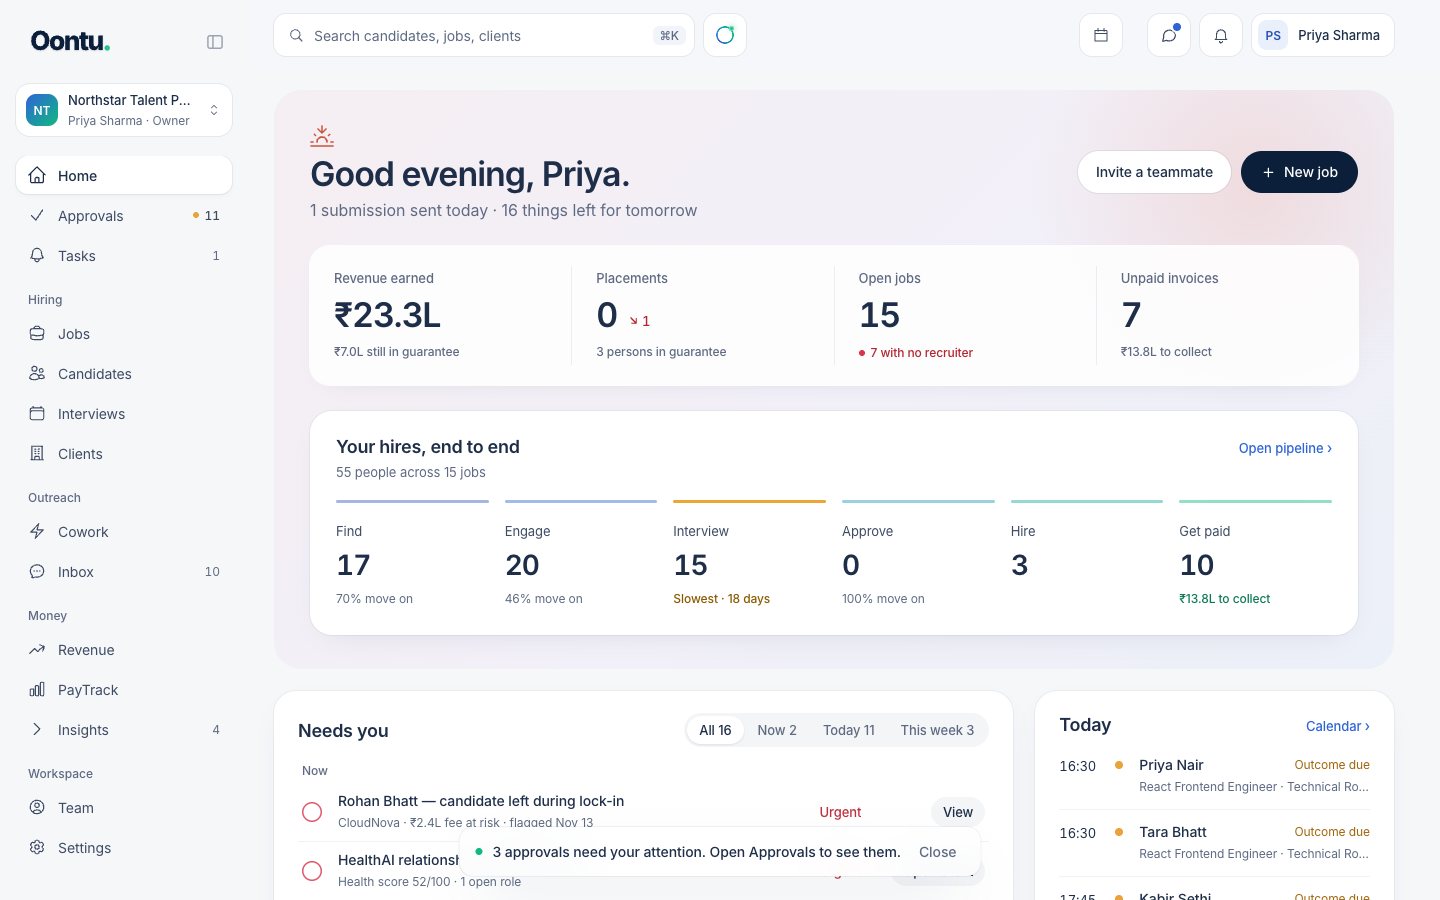 Oontu.
NT
Northstar Talent P...
Priya Sharma · Owner
Home
Approvals
11
Tasks
1
Hiring
Jobs
Candidates
Interviews
Clients
Outreach
Cowork
Inbox
10
Money
Revenue
PayTrack
Insights
4
Workspace
Team
Settings
Search candidates, jobs, clients
⌘K
PS
Priya Sharma
Good evening, Priya.
1 submission sent today · 16 things left for tomorrow
Invite a teammate
+ New job
Revenue earned
₹23.3L
₹7.0L still in guarantee
Placements
0 ↘ 1
3 persons in guarantee
Open jobs
15
7 with no recruiter
Unpaid invoices
7
₹13.8L to collect
Your hires, end to end
Open pipeline ›
55 people across 15 jobs
Find
17
70% move on
Engage
20
46% move on
Interview
15
Slowest · 18 days
Approve
0
100% move on
Hire
3
Get paid
10
₹13.8L to collect
Needs you
All 16
Now 2
Today 11
This week 3
Now
Rohan Bhatt — candidate left during lock-in
CloudNova · ₹2.4L fee at risk · flagged Nov 13
Urgent
View
HealthAI
Health score 52/100 · 1 open role
3 approvals need your attention. Open Approvals to see them.
Close
Today
Calendar ›
16:30
Priya Nair
Outcome due
React Frontend Engineer · Technical Ro...
16:30
Tara Bhatt
Outcome due
React Frontend Engineer · Technical Ro...
17:45
Kabir Sethi
Outcome due